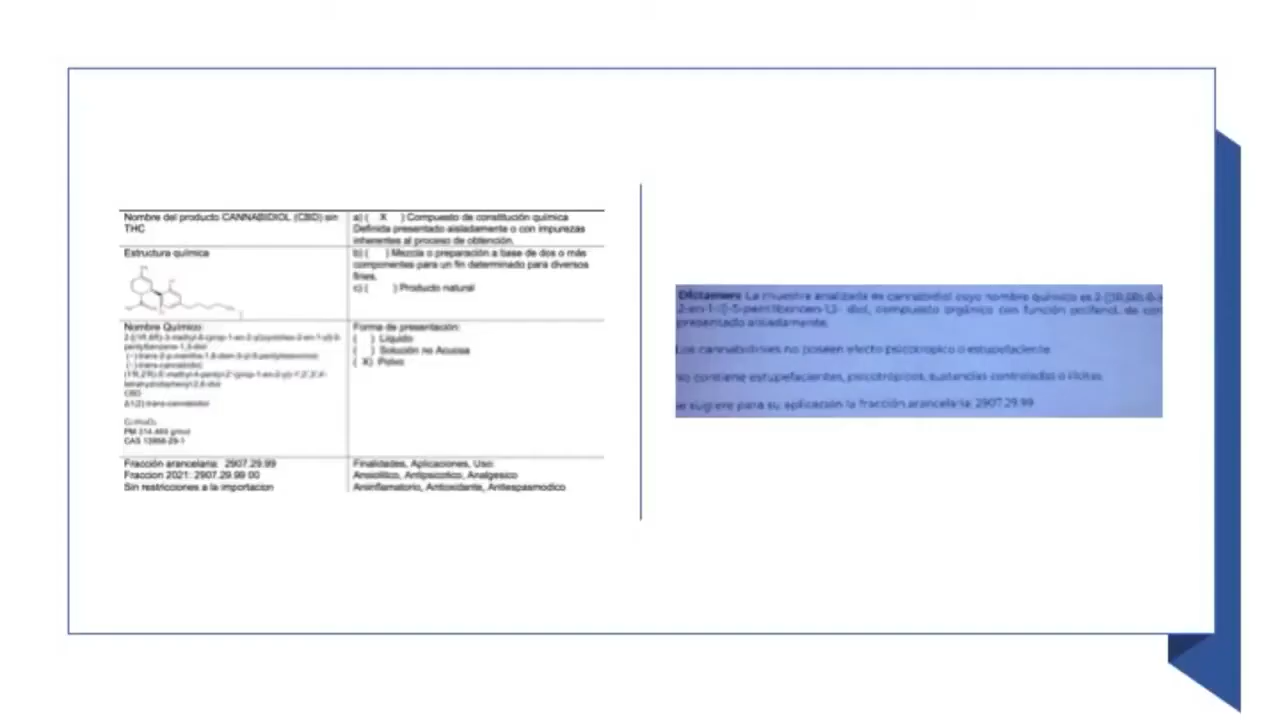 Nombre del producto CANNABIDIOL (CBD) sin
THC
a) ( X ) Compuesto de constitución química
Definida presentado aisladamente o con impurezas
inherentes al proceso de obtención.
Estructura química
b) ( ) Mezcla o preparación a base de dos o más
componentes para un fin determinado para diversos
fines.
c) ( ) Producto natural
Nombre Químico:
CBD
PM 314.
CAS 13956-29-1
Forma de presentación:
( ) Líquido
( ) Solución no Acuosa
( X) Polvo
Fracción arancelaria: 2907.29.99
Fraccion 2021: 2907.29.99 00
Sin restricciones a la importacion
Finalidades, Aplicaciones, Uso:
Ansiolítico, Antipsicotico, Analgesico
Antiinflamatorio, Antioxidante, Antiespasmodico
Dictamen: La muestra analizada es cannabidiol cuyo nombre químico es
diol, compuesto orgánico con función polifenol, de con
presentado aisladamente.
Los cannabidinies no poseen efecto psicotropico o estupefaciente
No contiene estupefacientes, psicotrópicos, sustancias controladas o ilícitas
se sugiere para su aplicación la fracción arancelaria: 2907.29.99